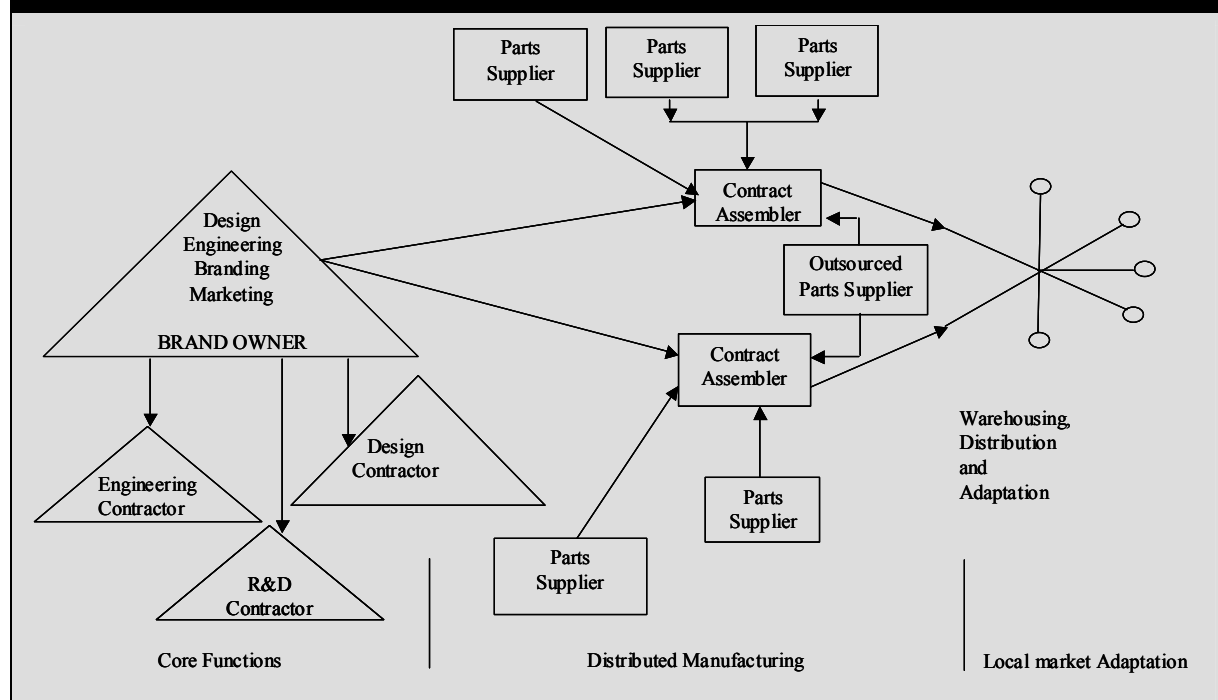 Parts
Supplier
Parts
Supplier
Parts
Supplier
Design
Engineering
Branding
Marketing
BRAND OWNER
Contract
Assembler
Outsourced
Parts Supplier
Contract
Assembler
Engineering
Contractor
Design
Contractor
R&D
Contractor
Parts
Supplier
Parts
Supplier
Warehousing,
Distribution
and
Adaptation
Core Functions
Distributed Manufacturing
Local market Adaptation